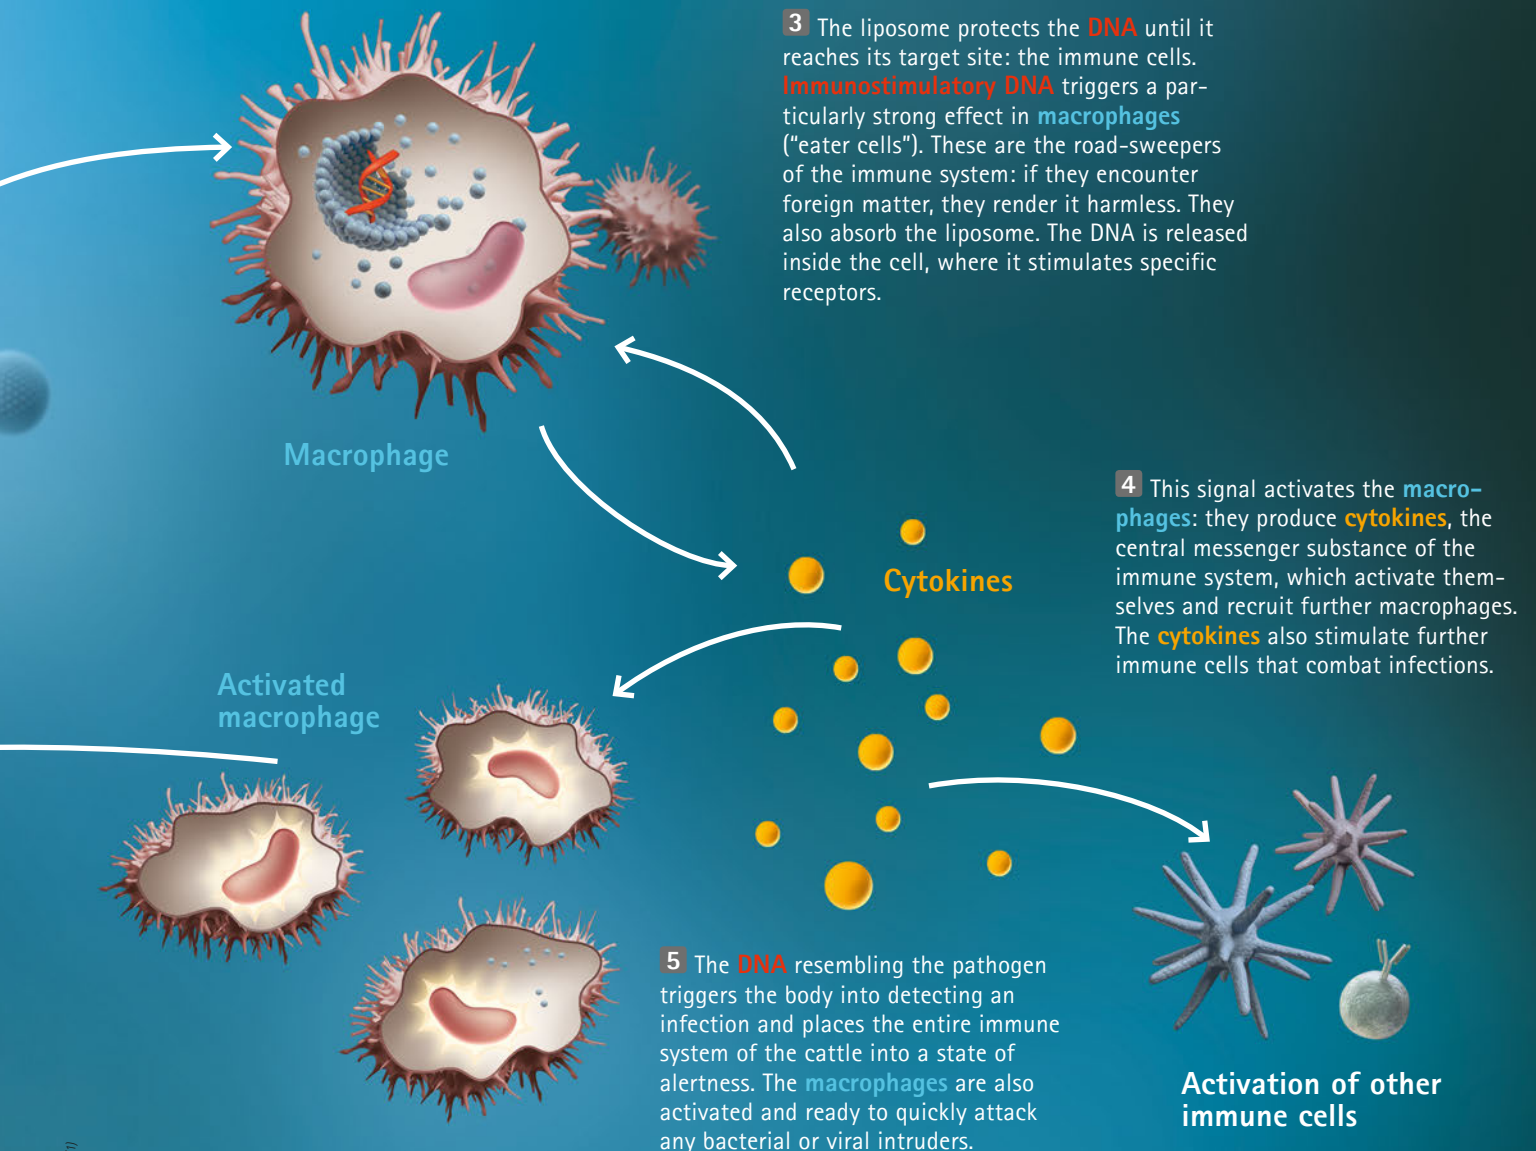 3 The liposome protects the DNA until it
reaches its target site: the immune cells.
Immunostimulatory DNA triggers a par-
ticularly strong effect in macrophages
(“eater cells”). These are the road-sweepers
of the immune system: if they encounter
foreign matter, they render it harmless. They
also absorb the liposome. The DNA is released
inside the cell, where it stimulates specific
receptors.
Macrophage
4 This signal activates the macro-
phages: they produce cytokines, the
central messenger substance of the
immune system, which activate them-
selves and recruit further macrophages.
The cytokines also stimulate further
immune cells that combat infections.
Cytokines
Activated
macrophage
5 The DNA resembling the pathogen
triggers the body into detecting an
infection and places the entire immune
system of the cattle into a state of
alertness. The macrophages are also
activated and ready to quickly attack
any bacterial or viral intruders.
Activation of other
immune cells